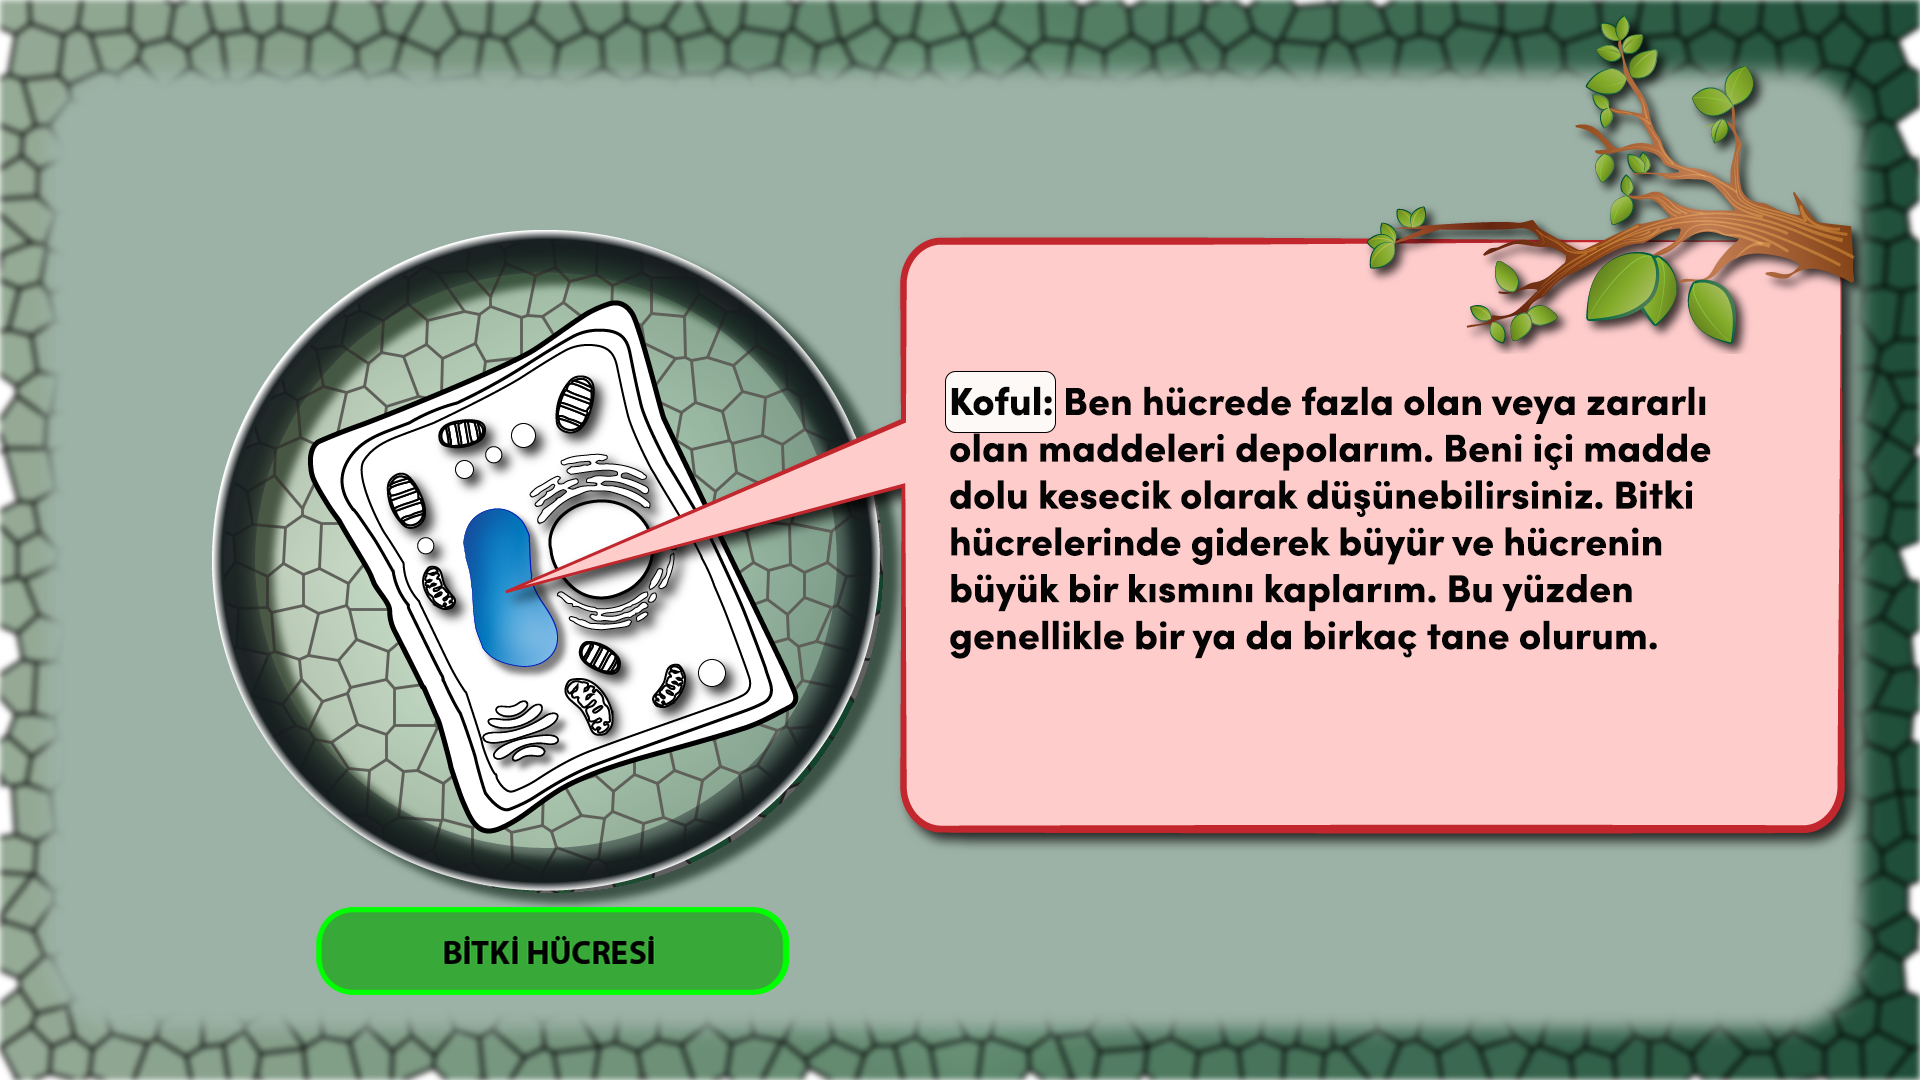 Koful: Ben hücrede fazla olan veya zararlı
olan maddeleri depolarım. Beni içi madde
dolu kesecik olarak düşünebilirsiniz. Bitki
hücrelerinde giderek büyür ve hücrenin
büyük bir kısmını kaplarım. Bu yüzden
genellikle bir ya da birkaç tane olurum.
BİTKİ HÜCRESİ